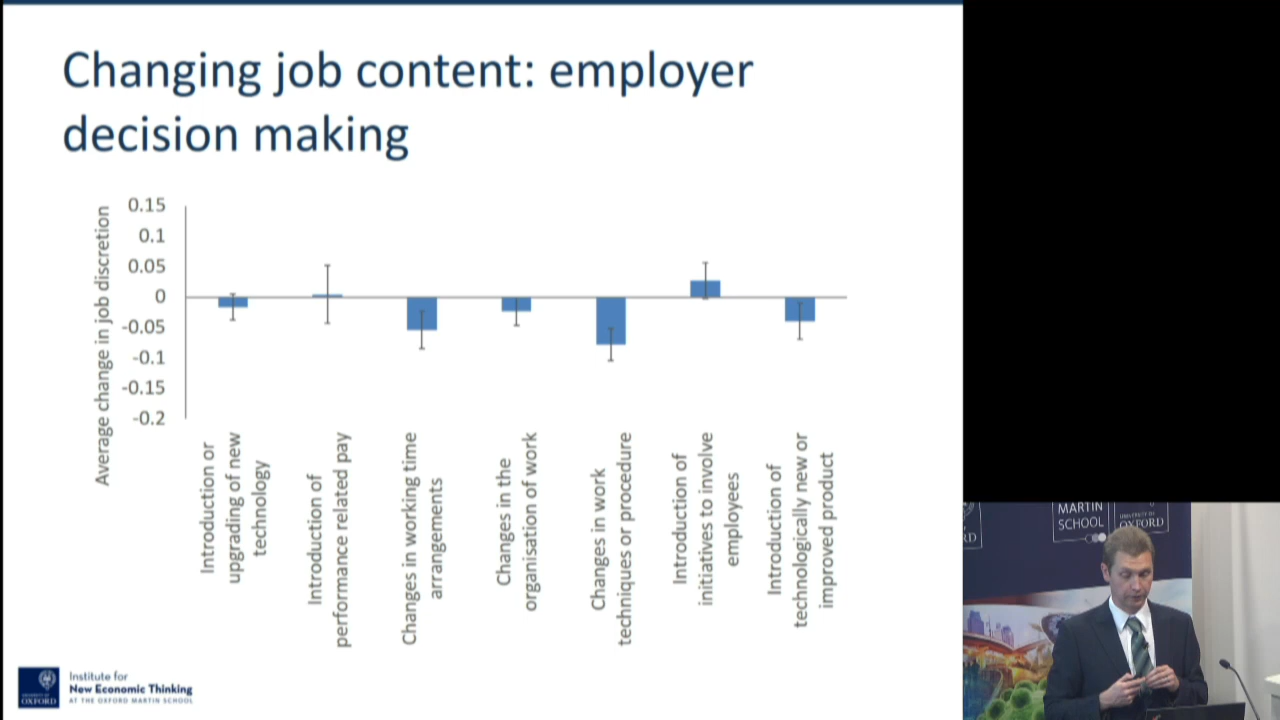 Changing job content: employer
decision making
Average change in job discretion
0.15
0.1
0.05
0
-0.05
-0.1
-0.15
-0.2
Introduction or
upgrading of new
technology
Introduction of
performance related pay
Changes in working time
arrangements
Changes in the
organisation of work
Changes in work
techniques or procedure
Introduction of
initiatives to involve
employees
Introduction of
technologically new or
improved product
UNIVERSITY OF
OXFORD
Institute for
New Economic Thinking
AT THE OXFORD MARTIN SCHOOL
RD
MARTIN
SCHOOL
UNIVERSITY OF
OXFORD